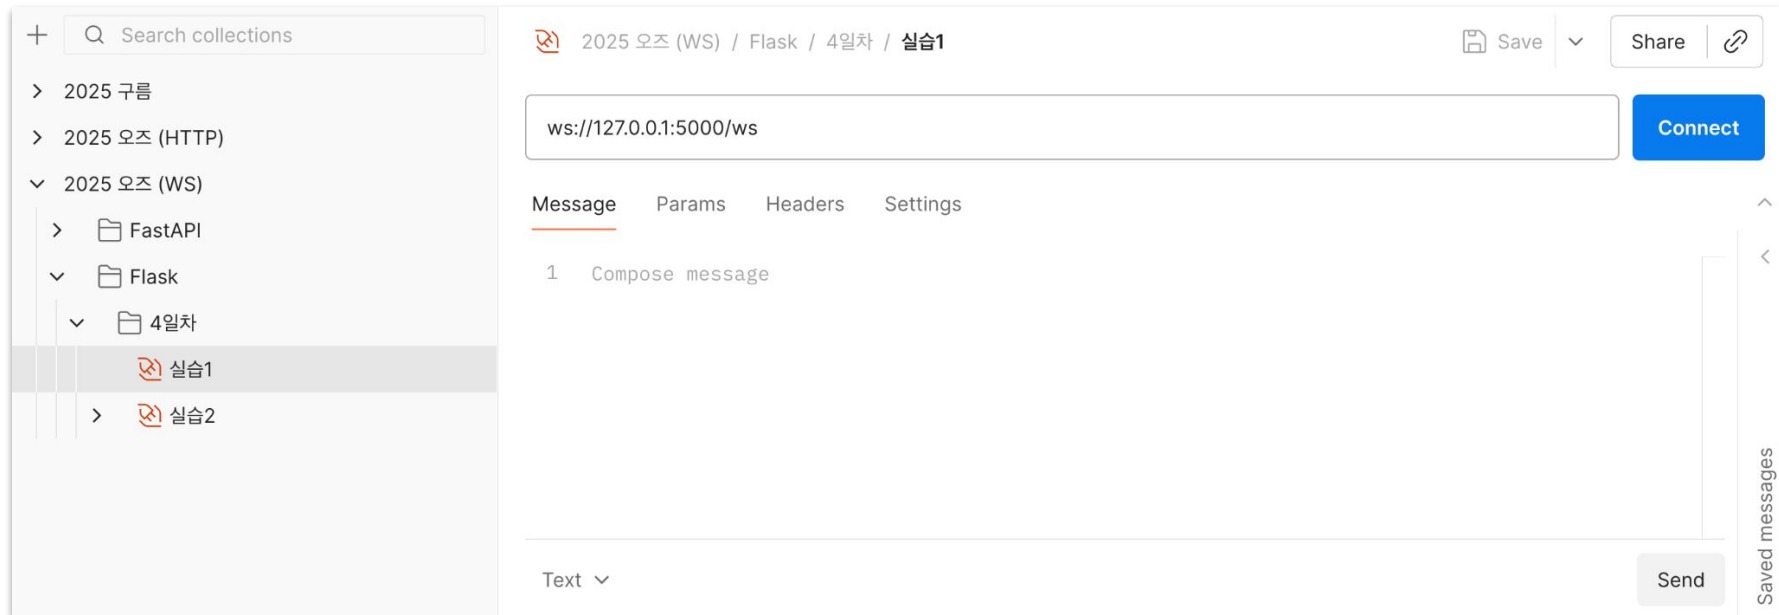 Search collections
2025 구름
2025 오즈 (HTTP)
2025 오즈 (WS)
FastAPI
Flask
4일차
실습1
실습2
2025 오즈 (WS) / Flask / 4일차 / 실습1
Save
Share
ws://127.0.0.1:5000/ws
Connect
Message Params Headers Settings
1 Compose message
Text
Send
Saved messages